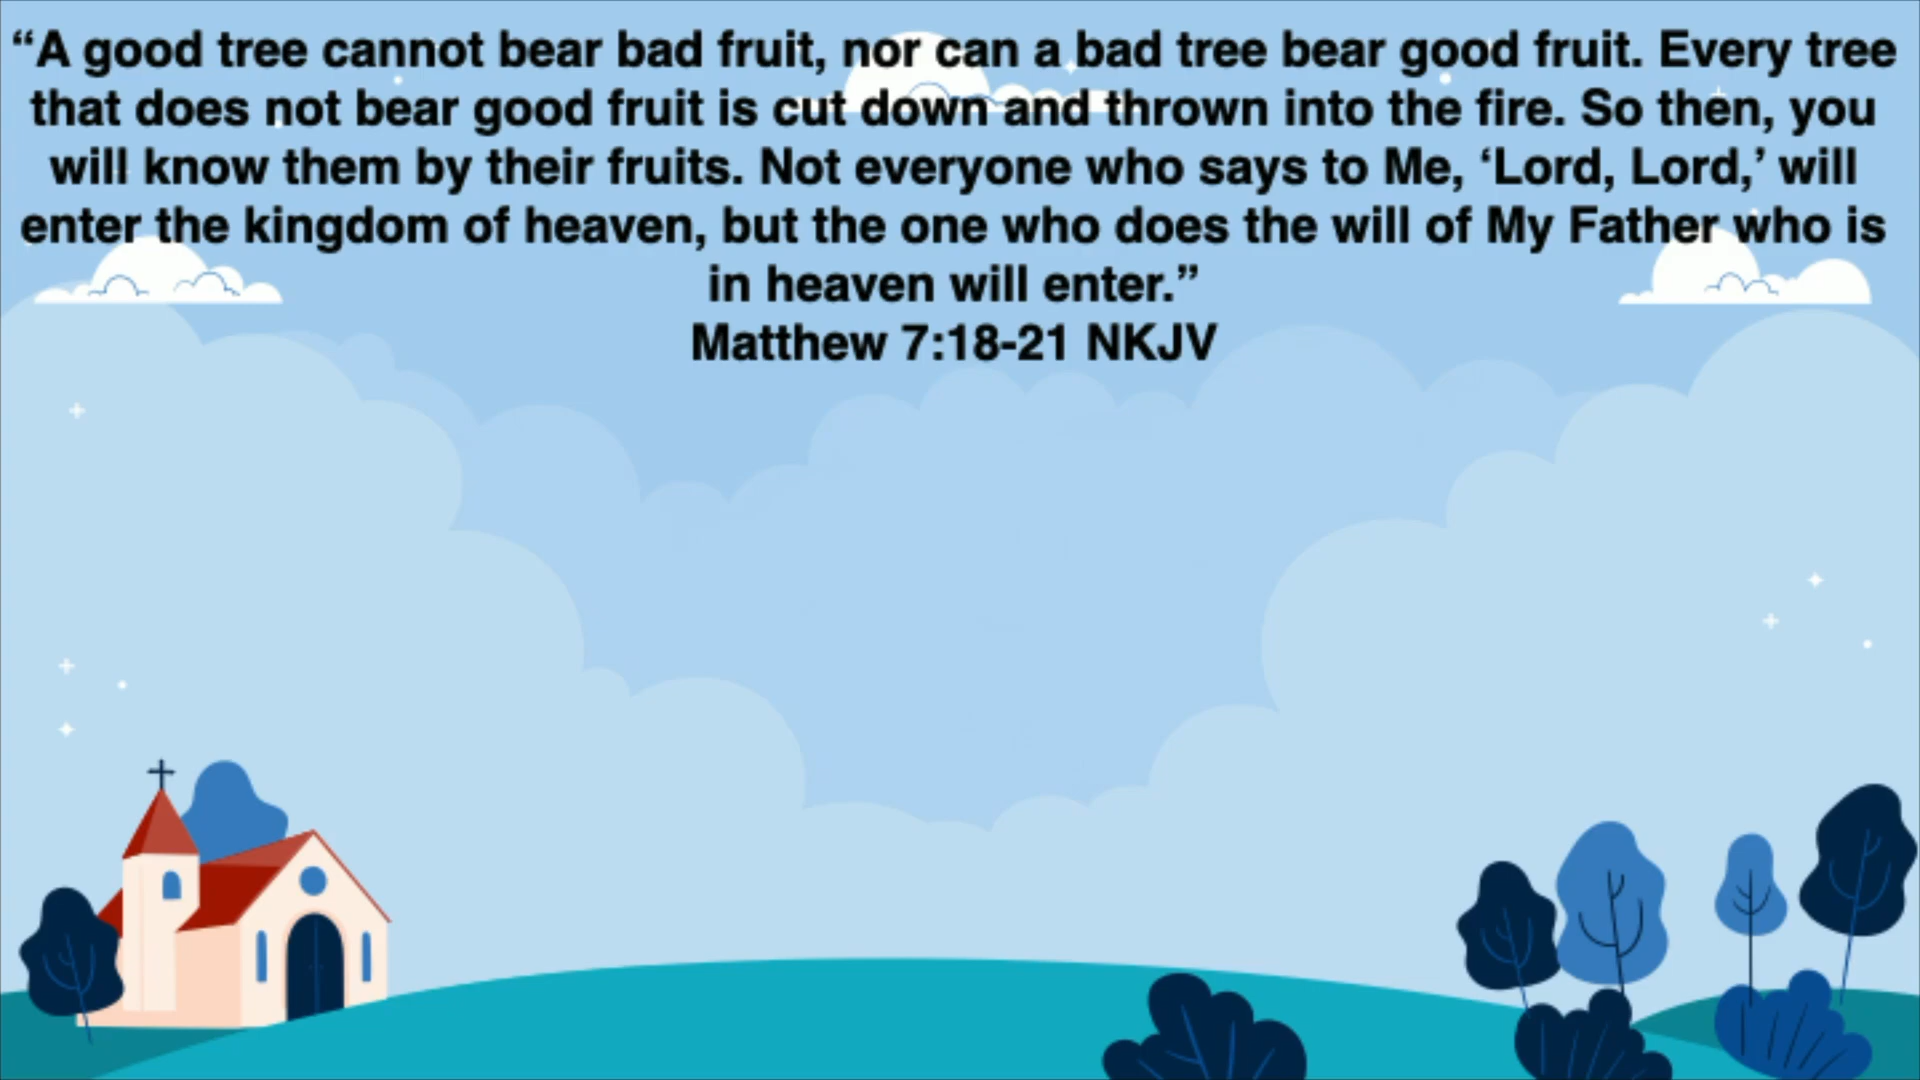 “A good tree cannot bear bad fruit, nor can a bad tree bear good fruit. Every tree
that does not bear good fruit is cut down and thrown into the fire. So then, you
will know them by their fruits. Not everyone who says to Me, ‘Lord, Lord,’ will
enter the kingdom of heaven, but the one who does the will of My Father who is
in heaven will enter.”
Matthew 7:18-21 NKJV